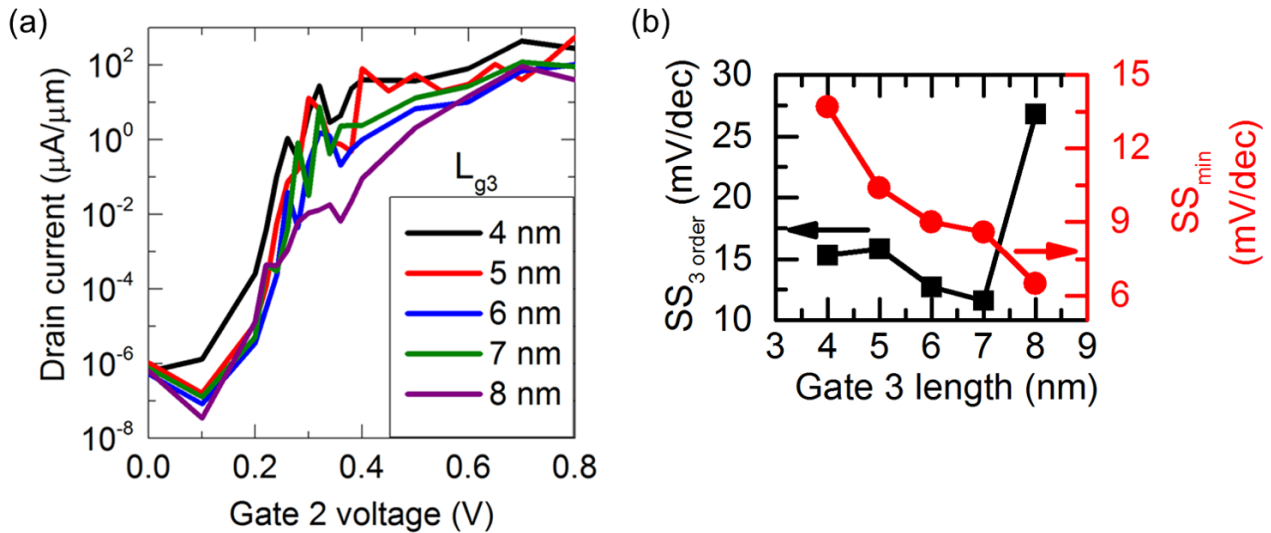 (a)
Drain current (μA/μm)
10²
10⁰
10⁻²
10⁻⁴
10⁻⁶
10⁻⁸
L_g3
4 nm
5 nm
6 nm
7 nm
8 nm
0.0 0.2 0.4 0.6 0.8
Gate 2 voltage (V)
(b)
SS_3 order (mV/dec)
30
25
20
15
10
15
12
9
6
SS_min
(mV/dec)
3 4 5 6 7 8 9
Gate 3 length (nm)